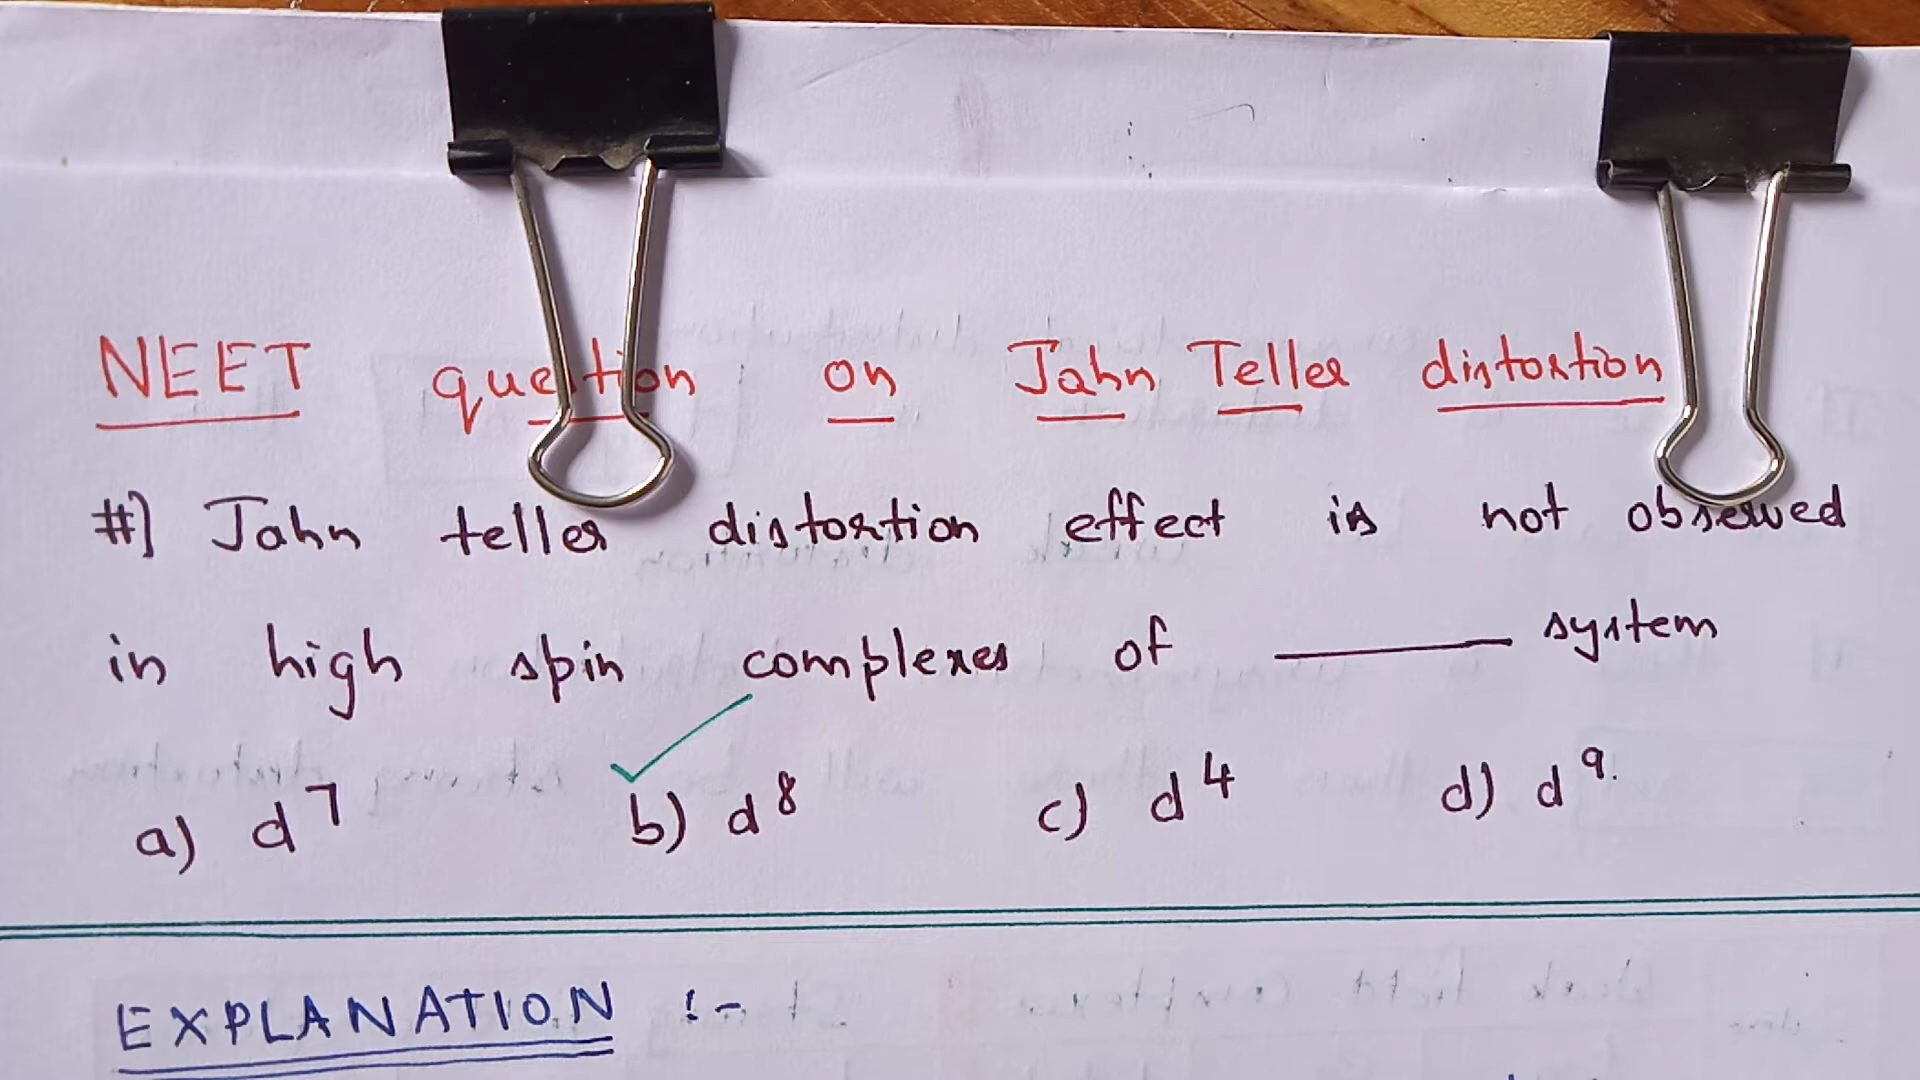 NEET question on Jahn Teller distortion
#] Jahn teller distortion effect is not observed
in high spin complexes of ______ system
a) d⁷ b) d⁸ c) d⁴ d) d⁹.
EXPLANATION :-